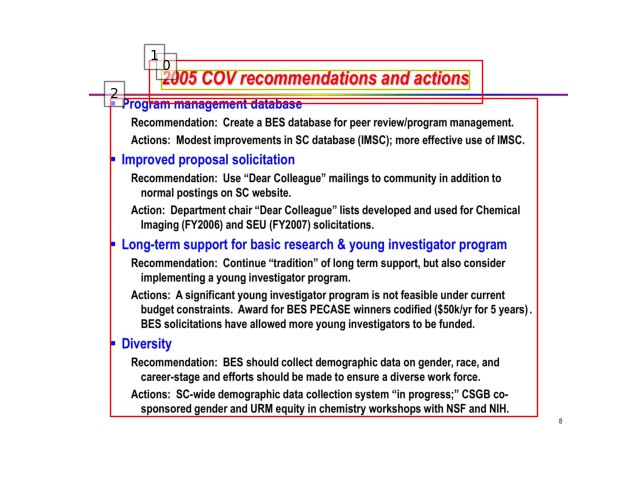 1
0
2005 COV recommendations and actions
2
▪ Program management database
Recommendation: Create a BES database for peer review/program management.
Actions: Modest improvements in SC database (IMSC); more effective use of IMSC.
▪ Improved proposal solicitation
Recommendation: Use “Dear Colleague” mailings to community in addition to
normal postings on SC website.
Action: Department chair “Dear Colleague” lists developed and used for Chemical
Imaging (FY2006) and SEU (FY2007) solicitations.
▪ Long-term support for basic research & young investigator program
Recommendation: Continue “tradition” of long term support, but also consider
implementing a young investigator program.
Actions: A significant young investigator program is not feasible under current
budget constraints. Award for BES PECASE winners codified ($50k/yr for 5 years).
BES solicitations have allowed more young investigators to be funded.
▪ Diversity
Recommendation: BES should collect demographic data on gender, race, and
career-stage and efforts should be made to ensure a diverse work force.
Actions: SC-wide demographic data collection system “in progress;” CSGB co-
sponsored gender and URM equity in chemistry workshops with NSF and NIH.
8